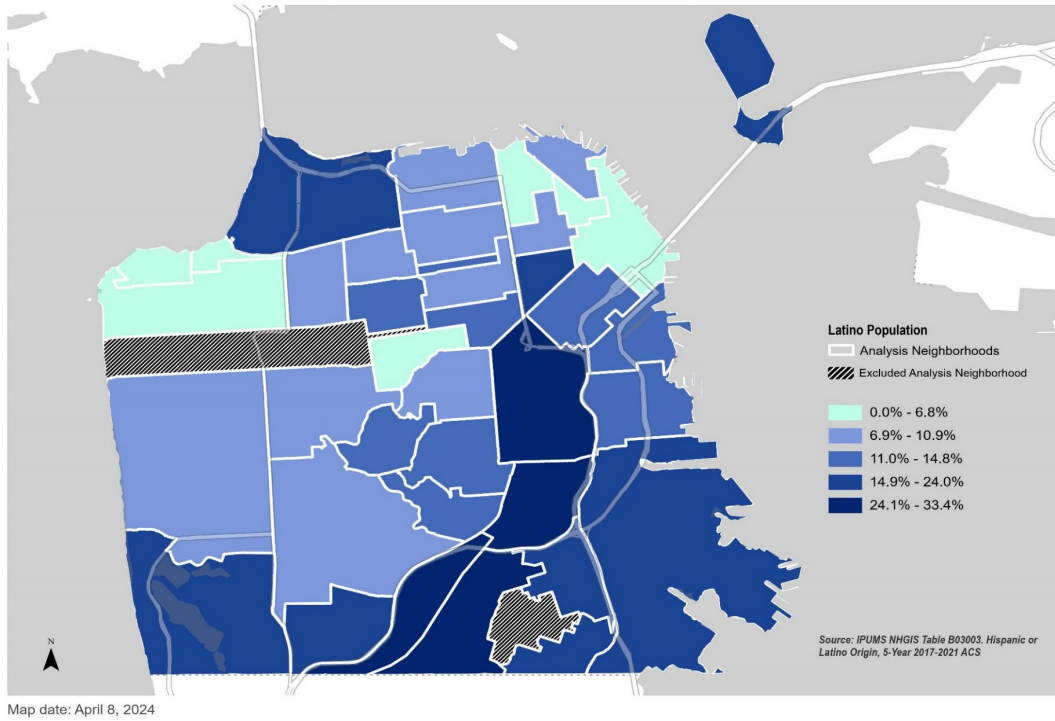 Latino Population
Analysis Neighborhoods
Excluded Analysis Neighborhood
0.0% - 6.8%
6.9% - 10.9%
11.0% - 14.8%
14.9% - 24.0%
24.1% - 33.4%
N
Source: IPUMS NHGIS Table B03003, Hispanic or
Latino Origin, 5-Year 2017-2021 ACS
Map date: April 8, 2024